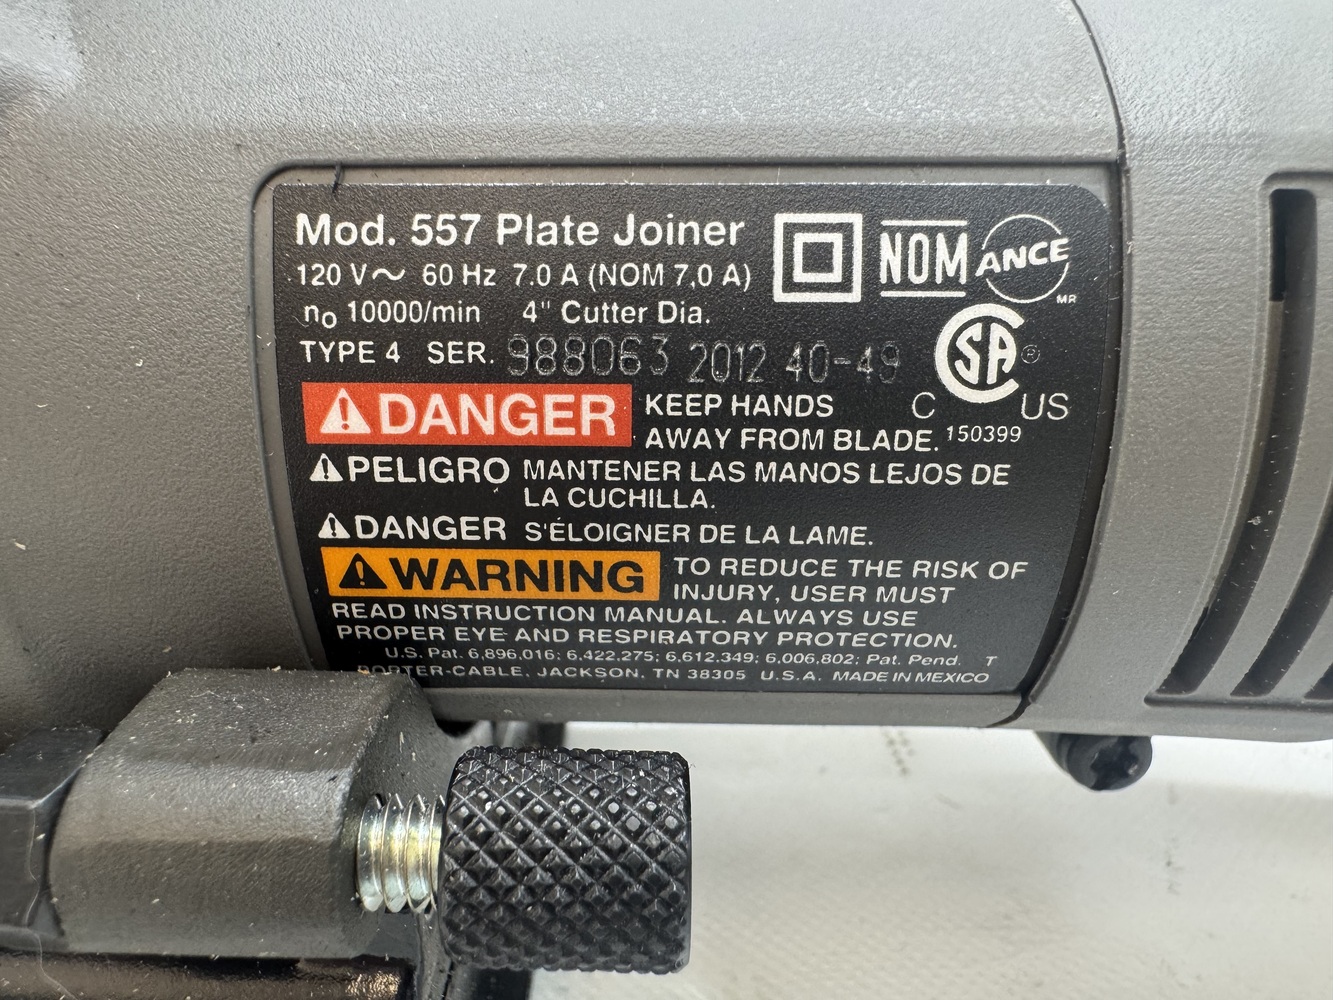 Mod. 557 Plate Joiner
120 V~ 60 Hz 7.0 A (NOM 7,0 A)
NOM ANCE
MR
no 10000/min 4" Cutter Dia.
TYPE 4 SER. 988063 2012 40-49
SA®
C US
150399
⚠DANGER KEEP HANDS
AWAY FROM BLADE.
⚠PELIGRO MANTENER LAS MANOS LEJOS DE
LA CUCHILLA.
⚠DANGER S'ÉLOIGNER DE LA LAME.
⚠WARNING TO REDUCE THE RISK OF
INJURY, USER MUST
READ INSTRUCTION MANUAL. ALWAYS USE
PROPER EYE AND RESPIRATORY PROTECTION.
U.S. Pat. 6,896,016; 6,422,275; 6,612,349; 6,006,802; Pat. Pend. T
PORTER-CABLE, JACKSON, TN 38305 U.S.A. MADE IN MEXICO